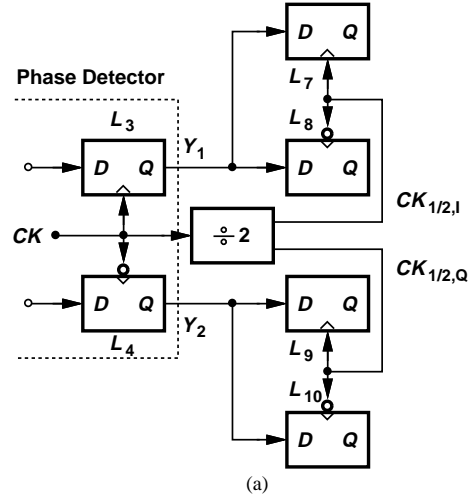 D Q
L7
Phase Detector
L8
L3
D Q
Y1
D Q
CK1/2,I
CK
÷ 2
CK1/2,Q
D Q
Y2
D Q
L4
L9
L10
D Q
(a)